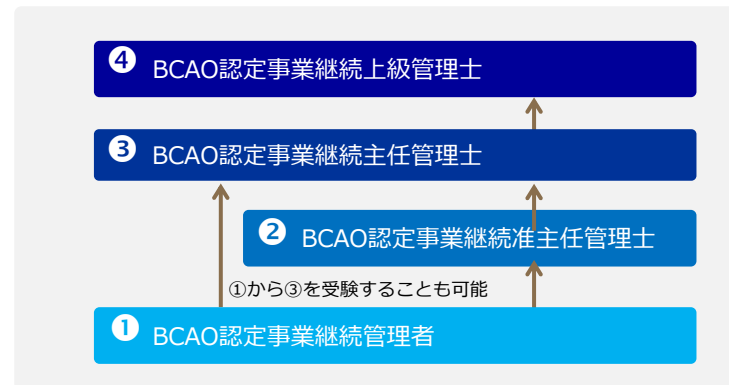 ❹ BCAO認定事業継続上級管理士
❸ BCAO認定事業継続主任管理士
❷ BCAO認定事業継続准主任管理士
①から③を受験することも可能
❶ BCAO認定事業継続管理者